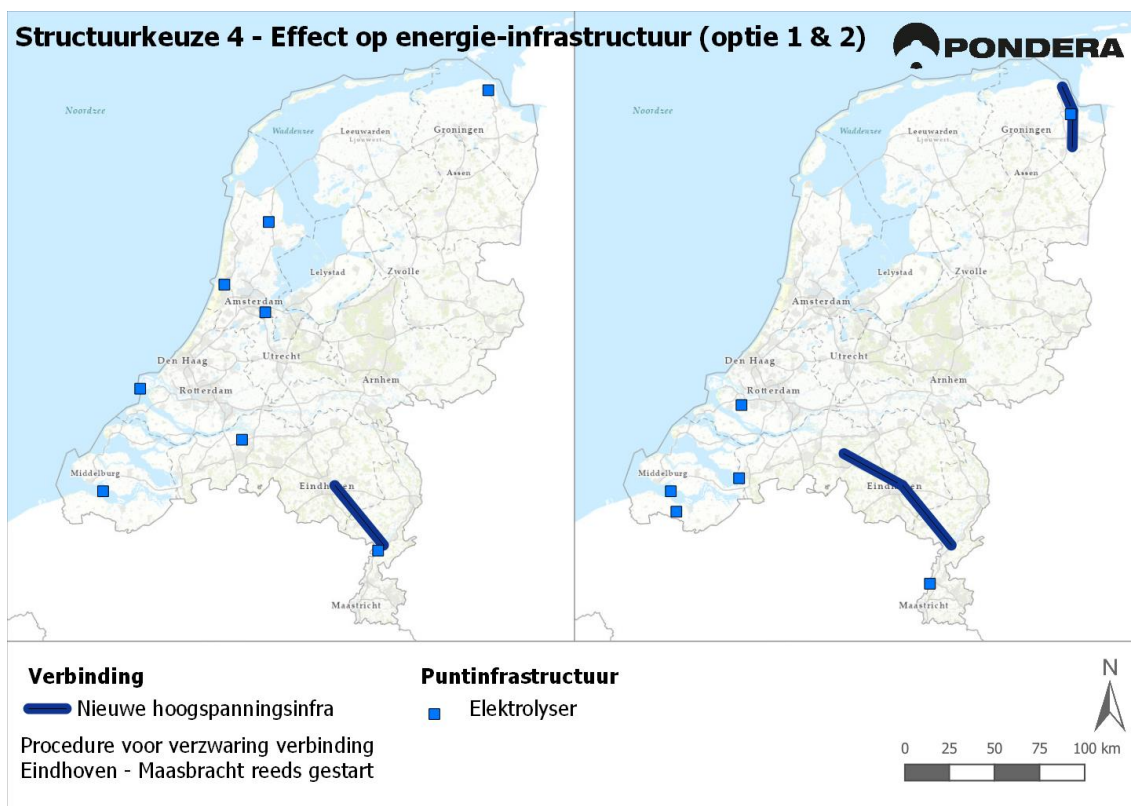 Structuurkeuze 4 - Effect op energie-infrastructuur (optie 1 & 2)
PONDERA
Noordzee
Waddenzee
Leeuwarden
Ljouwert
Groningen
Assen
Lelystad
Zwolle
Amsterdam
Den Haag
Utrecht
Arnhem
Rotterdam
Middelburg
Eindhoven
Maastricht
Noordzee
Waddenzee
Leeuwarden
Ljouwert
Groningen
Assen
Lelystad
Zwolle
Amsterdam
Den Haag
Utrecht
Arnhem
Rotterdam
Middelburg
Eindhoven
Maastricht
Verbinding
Nieuwe hoogspanningsinfra
Procedure voor verzwaring verbinding
Eindhoven - Maasbracht reeds gestart
Puntinfrastructuur
Elektrolyser
N
0 25 50 75 100 km